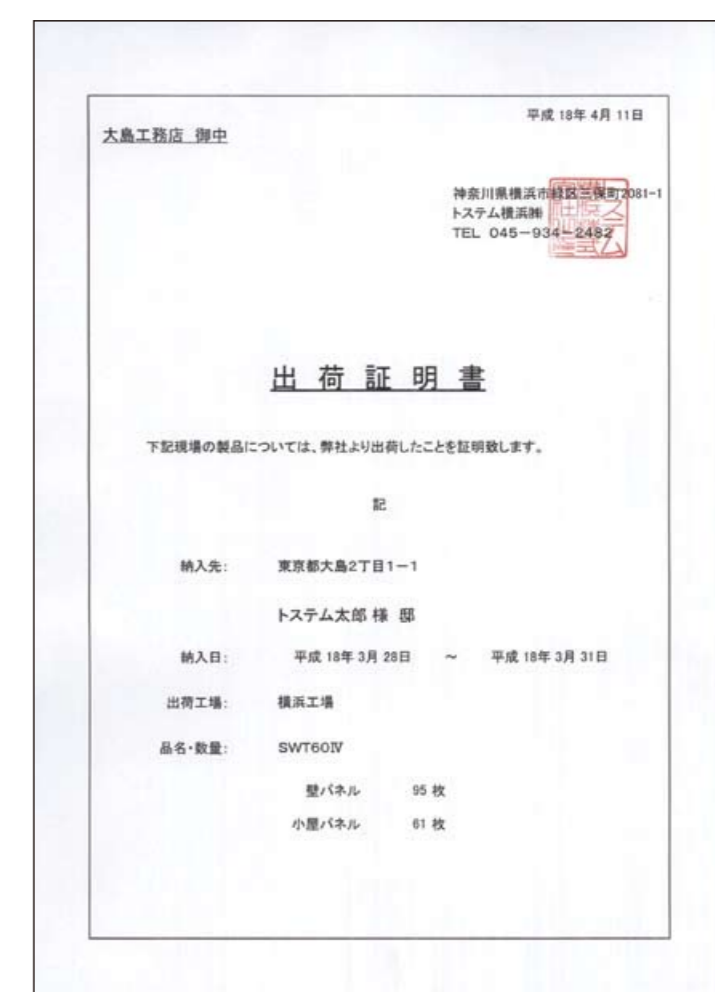 平成 18年 4月 11日
大島工務店 御中
神奈川県横浜市緑区三保町2081-1
トステム横浜㈱
TEL 045-934-2482
出荷証明書
下記現場の製品については、弊社より出荷したことを証明致します。
記
納入先: 東京都大島2丁目1-1
トステム太郎 様 邸
納入日: 平成 18年 3月 28日 ~ 平成 18年 3月 31日
出荷工場: 横浜工場
品名・数量: SWT60Ⅳ
壁パネル 95 枚
小屋パネル 61 枚